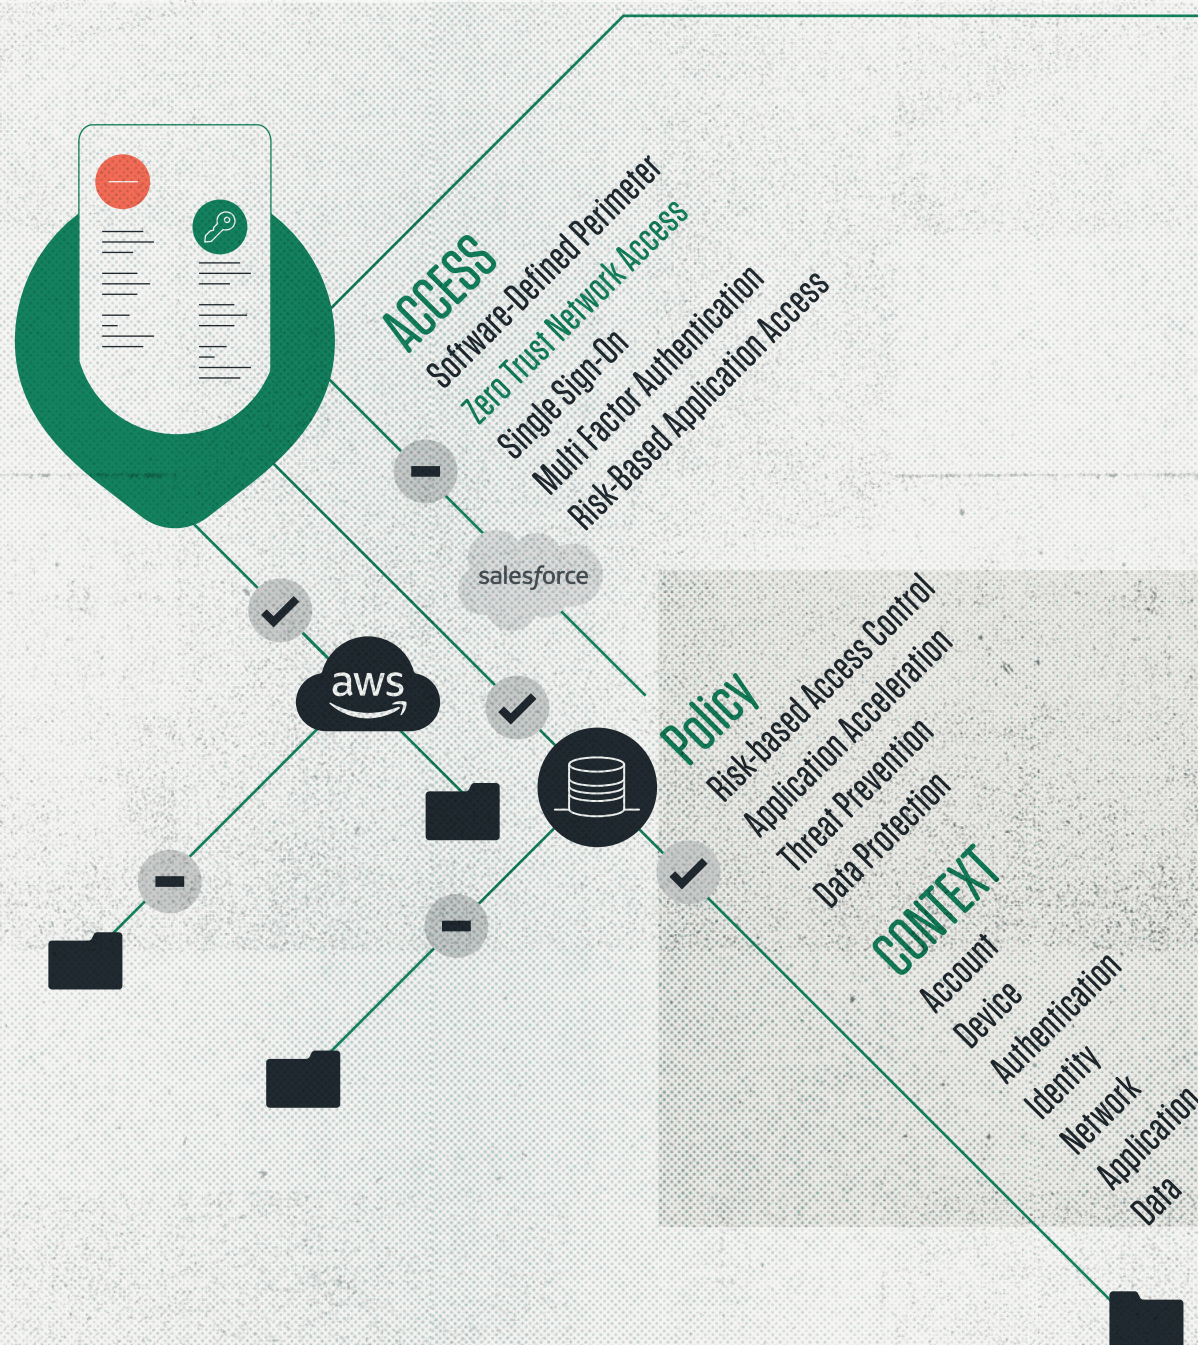 ACCESS
Software-Defined Perimeter
Zero Trust Network Access
Single Sign-On
Multi Factor Authentication
Risk-Based Application Access
salesforce
aws
Policy
Risk-based Access Control
Application Acceleration
Threat Prevention
Data Protection
CONTEXT
Account
Device
Authentication
Identity
Network
Application
Data